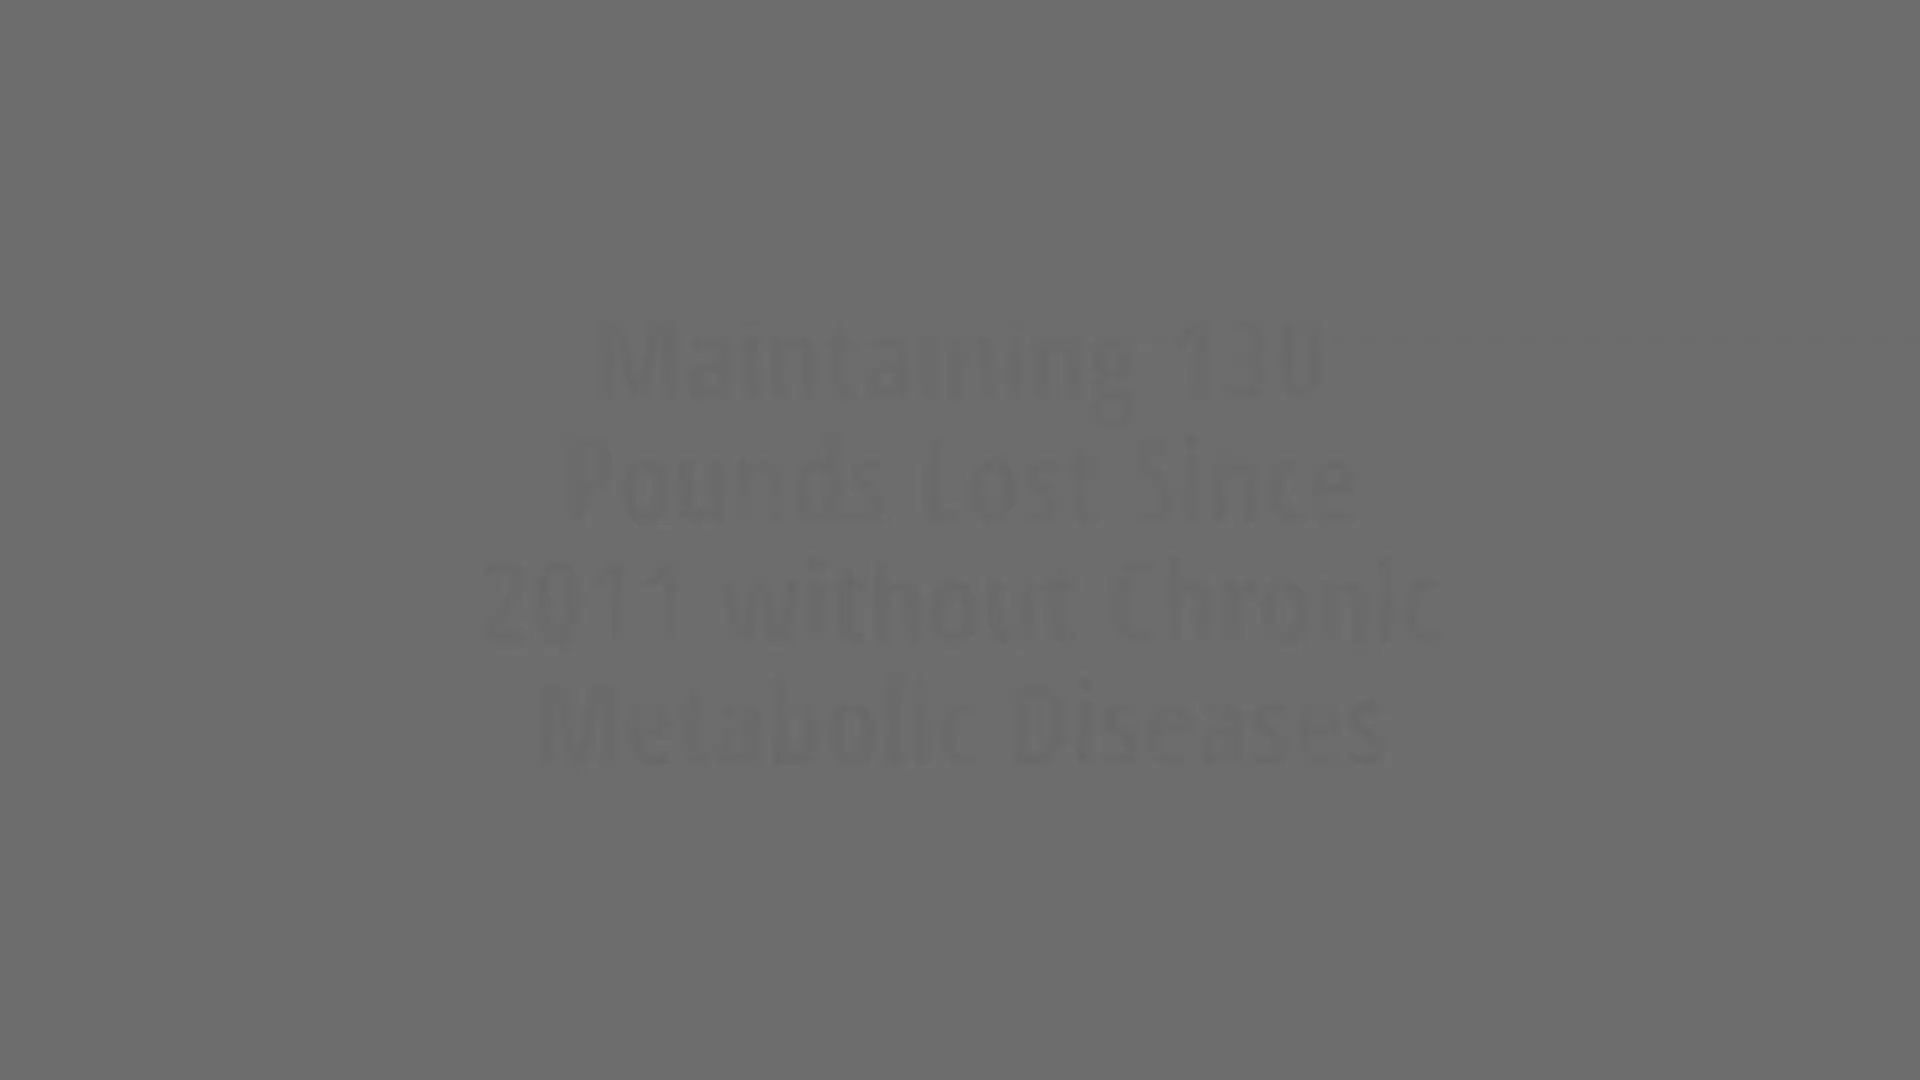 Maintaining 130
Pounds Lost Since
2011 without Chronic
Metabolic Diseases